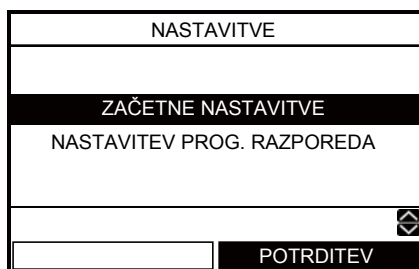 NASTAVITVE
ZAČETNE NASTAVITVE
NASTAVITEV PROG. RAZPOREDA
POTRDITEV